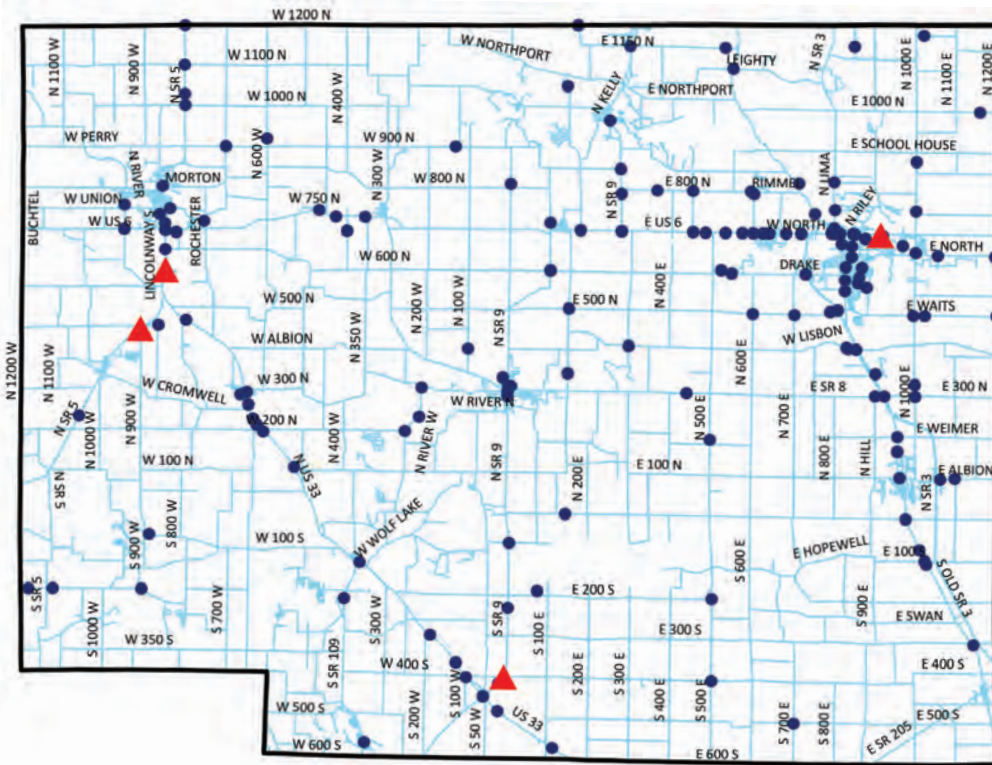 W 1200 N
W NORTHPORT
E 1150 N
LEIGHTY
N SR 3
N 1000 E
N 1100 E
N 1200 E
N 1100 W
N 900 W
N SR 5
W 1100 N
W 1000 N
N 400 W
N KELLY
E NORTHPORT
E 1000 N
W PERRY
N RIVER
N 600 W
W 900 N
E SCHOOL HOUSE
MORTON
N 300 W
W 800 N
N SR 9
E 800 N
N LIMA
W UNION
W US 6
BUCHTEL
LINCOLNWAY S
ROCHESTER
W 750 N
W 600 N
E US 6
W NORTH
N RILEY
E NORTH
DRAKE
N 400 E
W 500 N
N 200 W
N 100 W
N SR 9
E 500 N
E WAITS
W LISBON
W ALBION
N 350 W
N 1200 W
N 1100 W
W CROMWELL
W 300 N
W RIVER N
N 600 E
E SR 8
N 1000 E
E 300 N
N SR 5
N 1000 W
N 900 W
W 200 N
N 400 W
N RIVER W
N 500 E
N 700 E
E WEIMER
W 100 N
N US 33
N SR 9
N 200 E
E 100 N
N 800 E
N HILL
N SR 3
E ALBION
S 900 W
S 800 W
W 100 S
W WOLF LAKE
S 600 E
E HOPEWELL
E 100 S
S OLD SR 3
S SR 5
S 1000 W
S 700 W
S 300 W
S SR 9
S 100 E
E 200 S
S 900 E
E SWAN
W 350 S
S SR 109
W 400 S
S 100 W
E 300 S
E 400 S
W 500 S
S 200 W
S 50 W
US 33
S 200 E
S 300 E
S 400 E
S 500 E
S 700 E
S 800 E
E 500 S
E SR 205
W 600 S
E 600 S